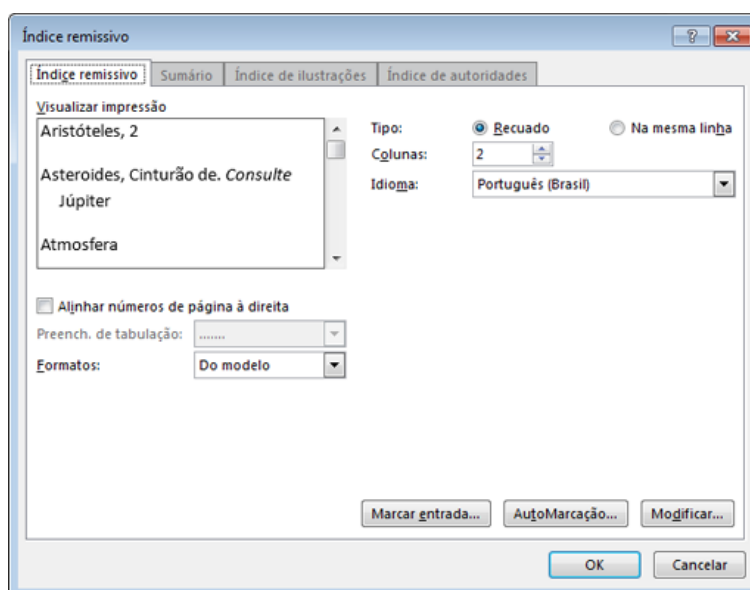 Índice remissivo
Índice remissivo Sumário Índice de ilustrações Índice de autoridades
Visualizar impressão
Aristóteles, 2
Asteroides, Cinturão de. Consulte
Júpiter
Atmosfera
Tipo: Recuado Na mesma linha
Colunas: 2
Idioma: Português (Brasil)
Alinhar números de página à direita
Preench. de tabulação: .......
Formatos: Do modelo
Marcar entrada... AutoMarcação... Modificar...
OK Cancelar